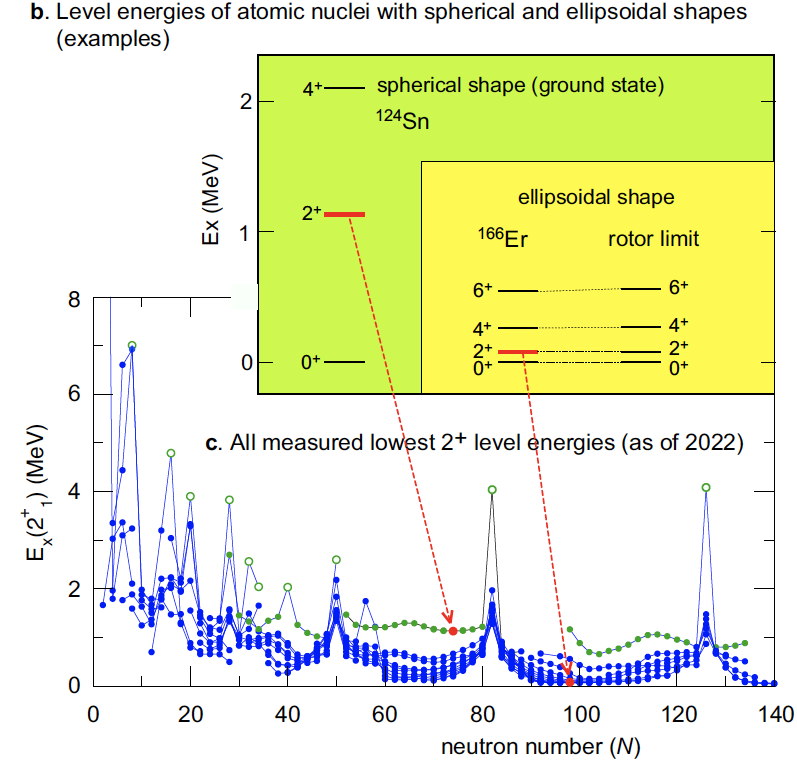 b. Level energies of atomic nuclei with spherical and ellipsoidal shapes
(examples)
4+ spherical shape (ground state)
2
¹²⁴Sn
Ex (MeV)
ellipsoidal shape
2+
¹⁶⁶Er rotor limit
1
6+ 6+
8
4+ 4+
2+ 2+
0 0+ 0+ 0+
6
c. All measured lowest 2+ level energies (as of 2022)
Eₓ(2⁺₁) (MeV)
4
2
0
0 20 40 60 80 100 120 140
neutron number (N)